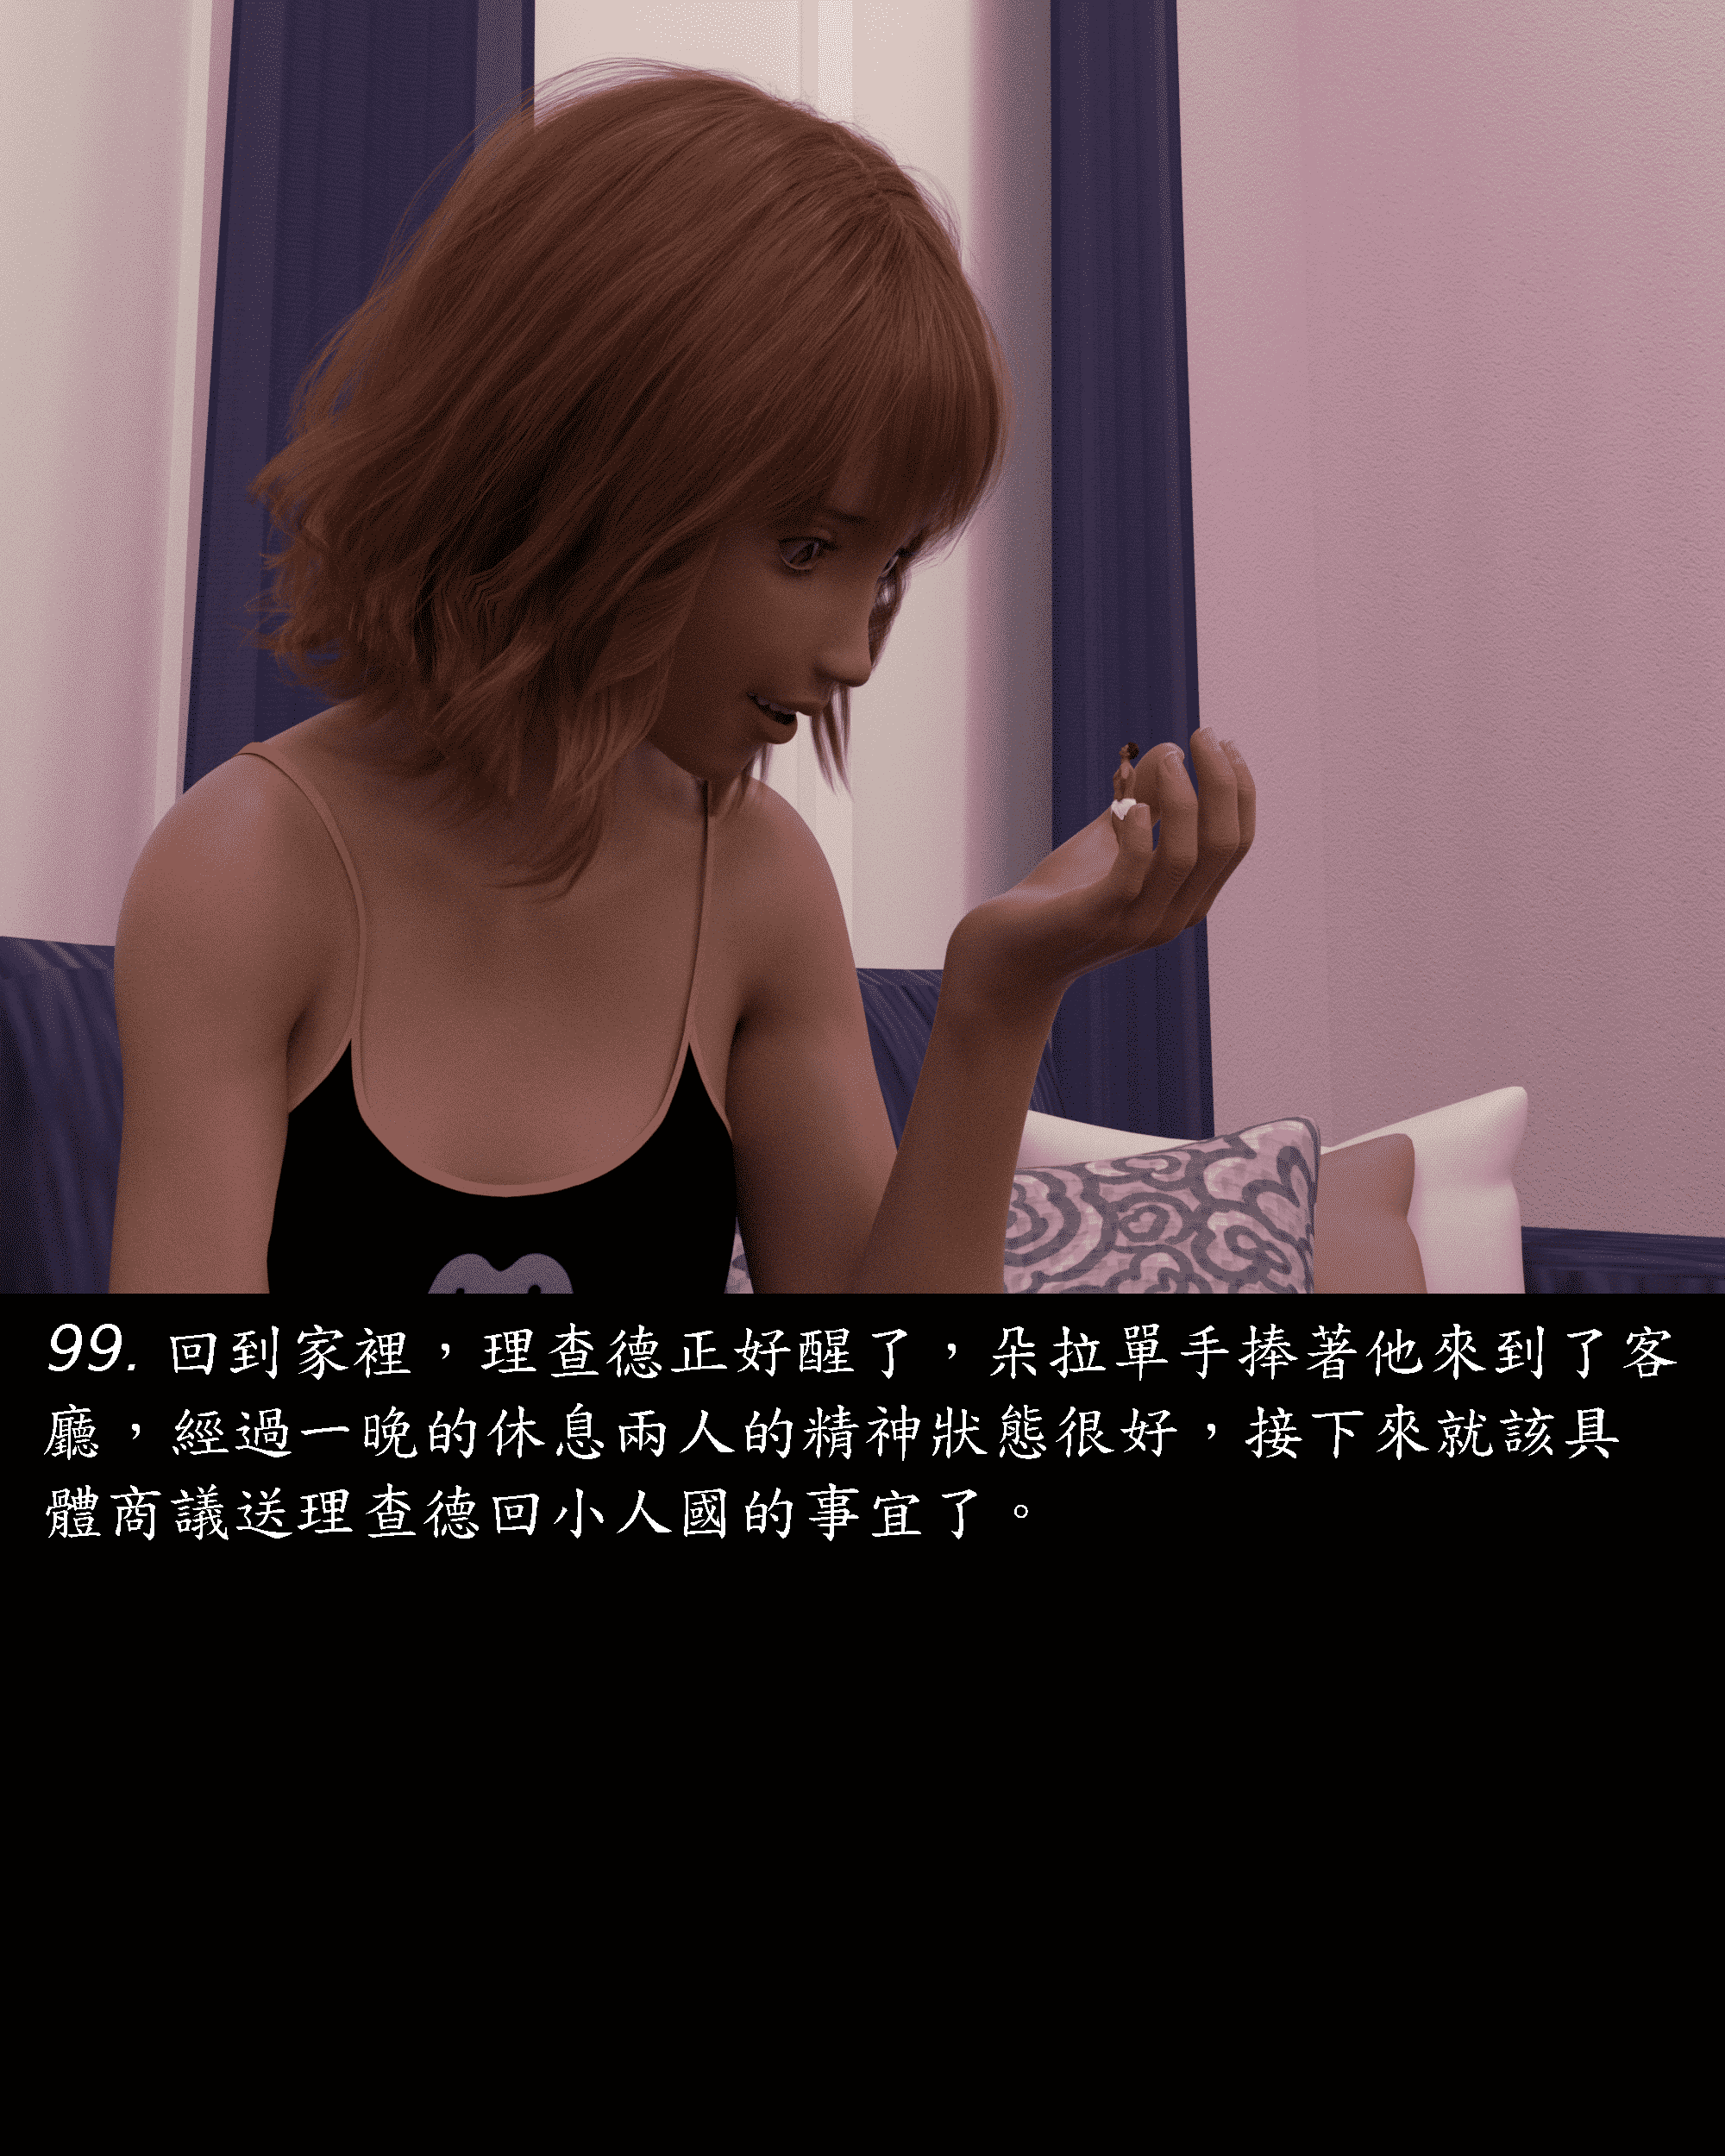 99. 回到家裡，理查德正好醒了，朵拉單手捧著他來到了客
廳，經過一晚的休息兩人的精神狀態很好，接下來就該具
體商議送理查德回小人國的事宜了。